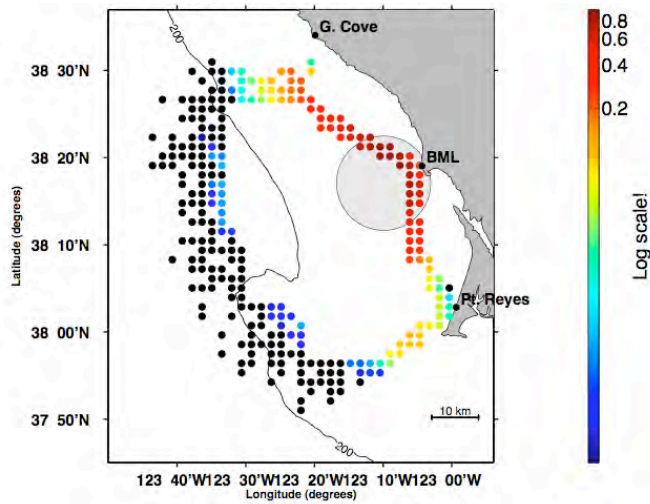 200
G. Cove
0.8
0.6
0.4
0.2
38 30'N
38 20'N
38 10'N
38 00'N
37 50'N
BML
Pt. Reyes
10 km
200
123 40'W123 30'W123 20'W123 10'W123 00'W
Longitude (degrees)
Latitude (degrees)
Log scale!